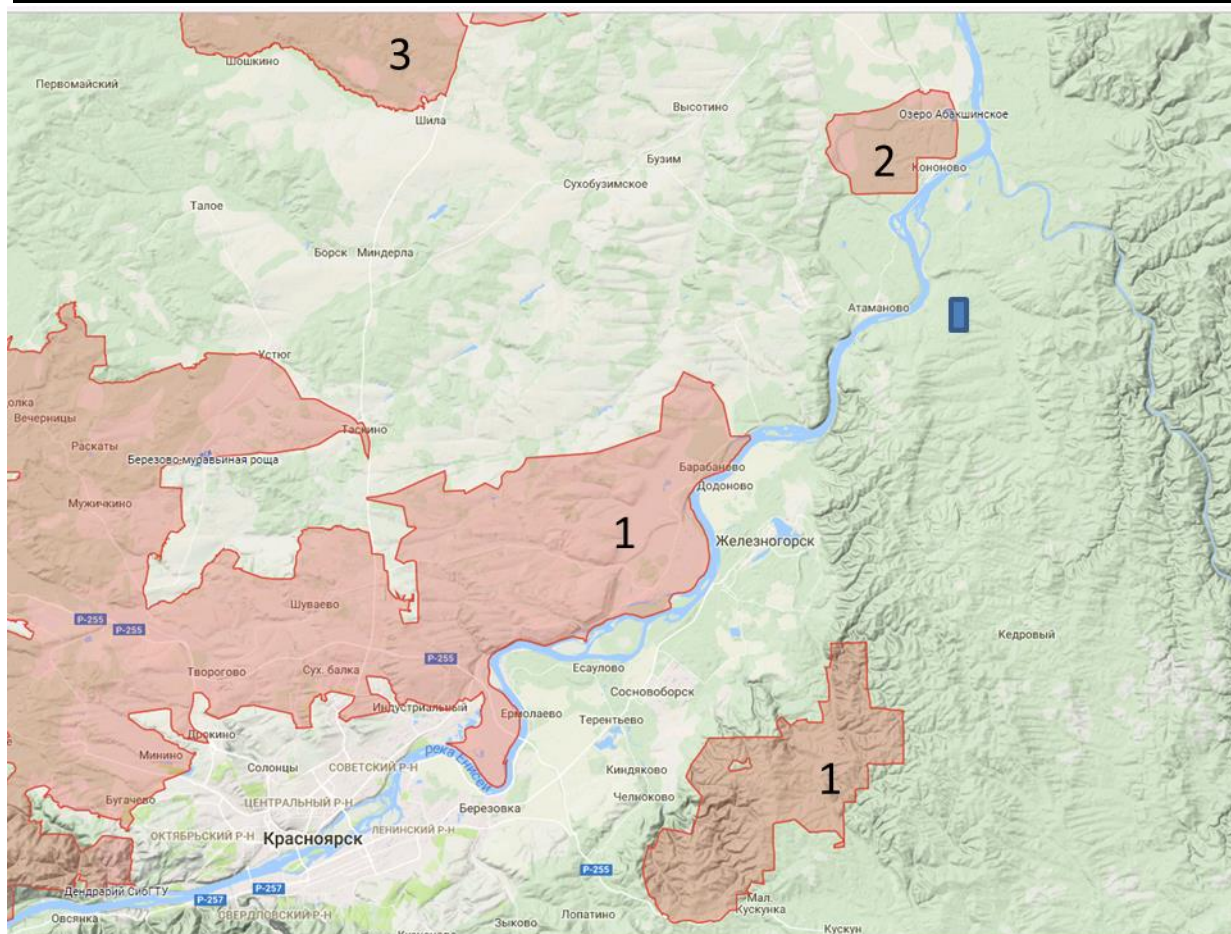 3
Шошкино
Первомайский
Шила
Высотино
Озеро Абакшинское
2
Бузим
Кононово
Сухобузимское
Талое
Борск
Миндерла
Атаманово
Устюг
Вечерницы
Таскино
Раскаты
Березово-муравьиная роща
Барабаново
Додоново
Мужичкино
1
Железногорск
Шуваево
P-255
P-255
Кедровый
P-255
Творогово
Сух. балка
Есаулово
Сосновоборск
Индустриальный
Ермолаево
Терентьево
Дрокино
Минино
Солонцы
СОВЕТСКИЙ Р-Н
река Енисей
Киндяково
1
Челноково
Бугачево
ЦЕНТРАЛЬНЫЙ Р-Н
Березовка
ОКТЯБРЬСКИЙ Р-Н
Красноярск
ЛЕНИНСКИЙ Р-Н
P-255
Дендрарий СибГТУ
P-257
P-257
Мал.
Кускунка
Овсянка
СВЕРДЛОВСКИЙ Р-Н
Зыково
Лопатино
Кускун